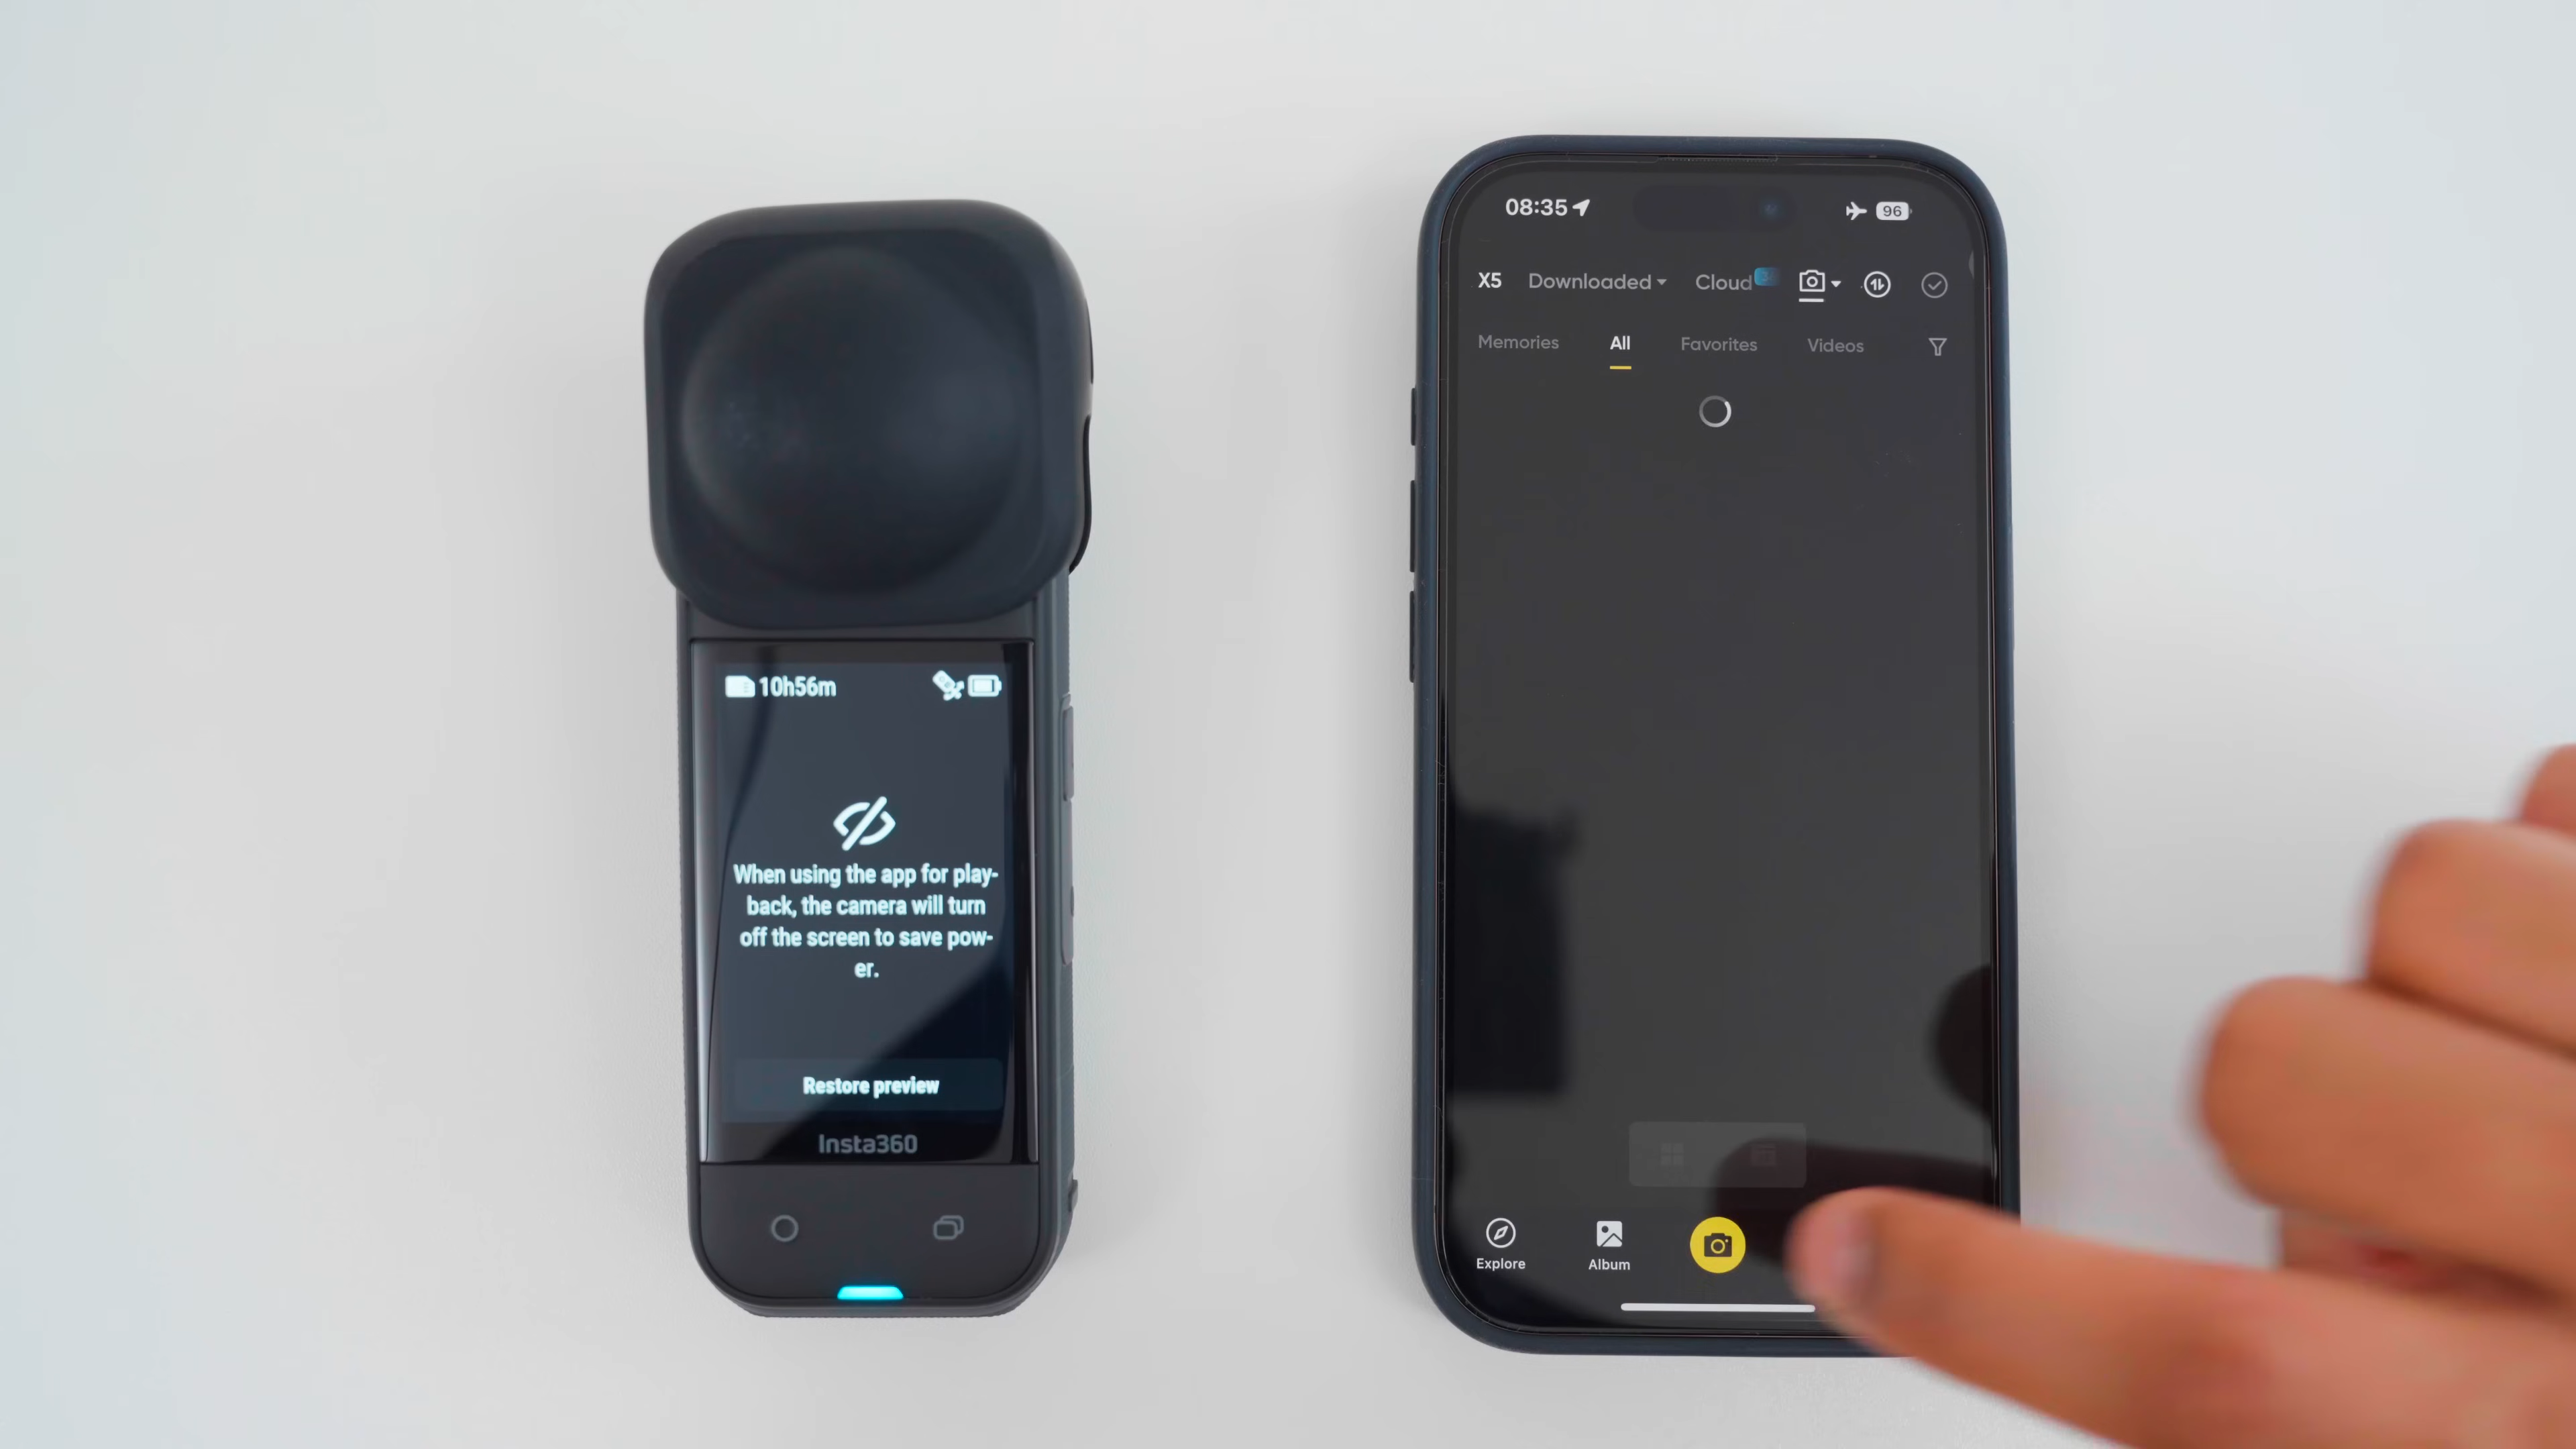 10h56m
When using the app for play-
back, the camera will turn
off the screen to save pow-
er.
Restore preview
Insta360
08:35
96
X5 Downloaded Cloud
Memories All Favorites Videos
Explore Album